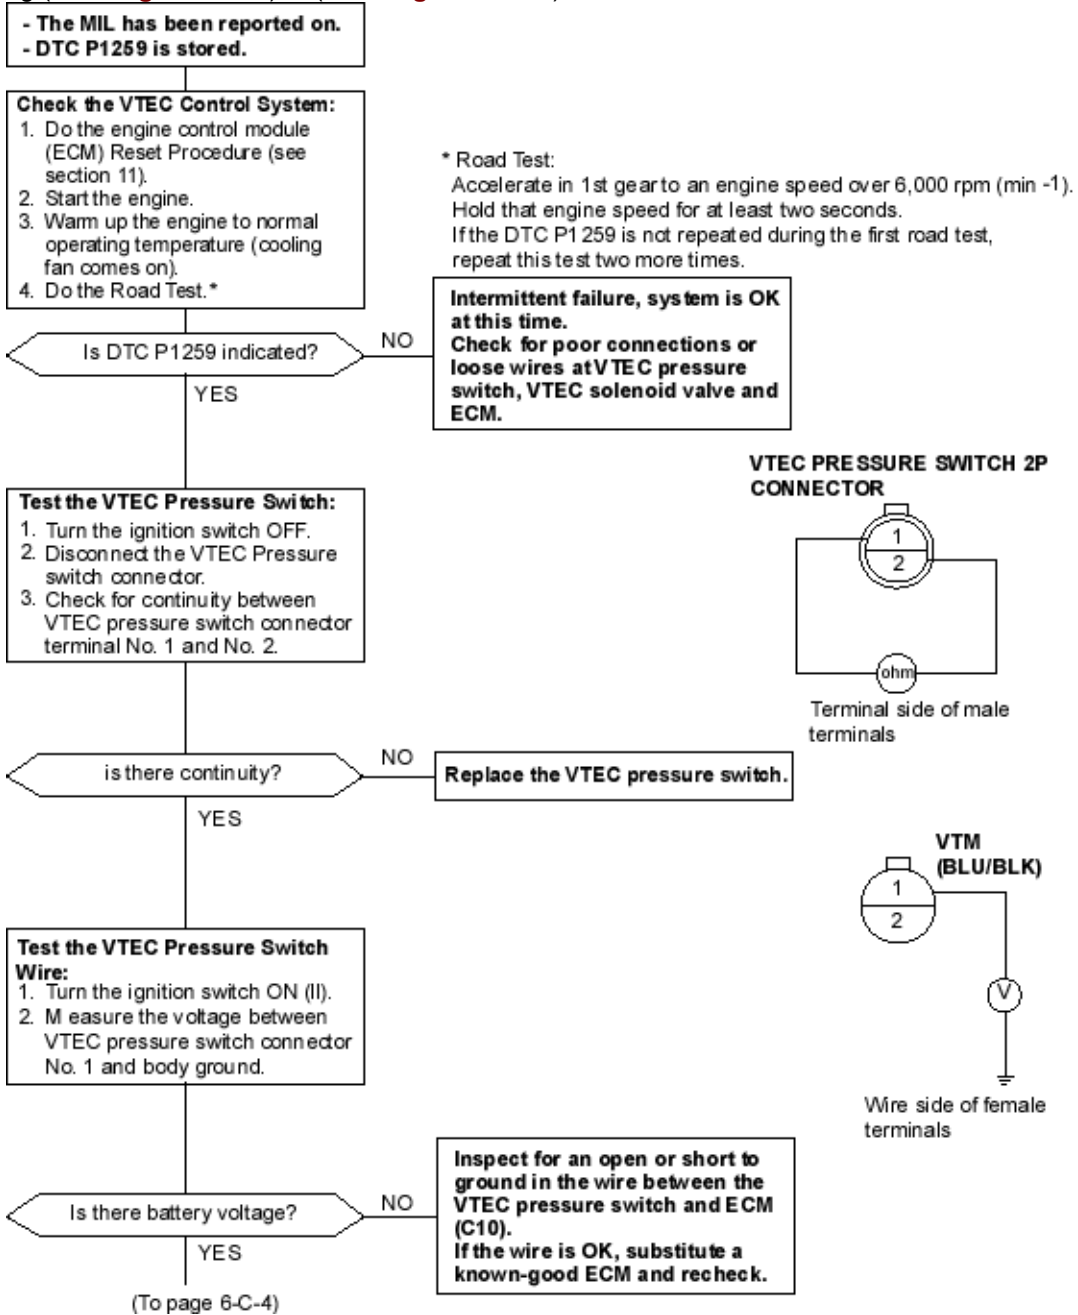 - The MIL has been reported on.
- DTC P1259 is stored.
Check the VTEC Control System:
1. Do the engine control module
(ECM) Reset Procedure (see
section 11).
2. Start the engine.
3. Warm up the engine to normal
operating temperature (cooling
fan comes on).
4. Do the Road Test.*
* Road Test:
Accelerate in 1st gear to an engine speed over 6,000 rpm (min -1).
Hold that engine speed for at least two seconds.
If the DTC P1259 is not repeated during the first road test,
repeat this test two more times.
Is DTC P1259 indicated?
NO
Intermittent failure, system is OK
at this time.
Check for poor connections or
loose wires at VTEC pressure
switch, VTEC solenoid valve and
ECM.
YES
Test the VTEC Pressure Switch:
1. Turn the ignition switch OFF.
2. Disconnect the VTEC Pressure
switch connector.
3. Check for continuity between
VTEC pressure switch connector
terminal No. 1 and No. 2.
VTEC PRESSURE SWITCH 2P
CONNECTOR
1
2
ohm
Terminal side of male
terminals
is there continuity?
NO
Replace the VTEC pressure switch.
YES
VTM
(BLU/BLK)
1
2
V
Wire side of female
terminals
Test the VTEC Pressure Switch
Wire:
1. Turn the ignition switch ON (II).
2. M easure the voltage between
VTEC pressure switch connector
No. 1 and body ground.
Is there battery voltage?
NO
Inspect for an open or short to
ground in the wire between the
VTEC pressure switch and ECM
(C10).
If the wire is OK, substitute a
known-good ECM and recheck.
YES
(To page 6-C-4)